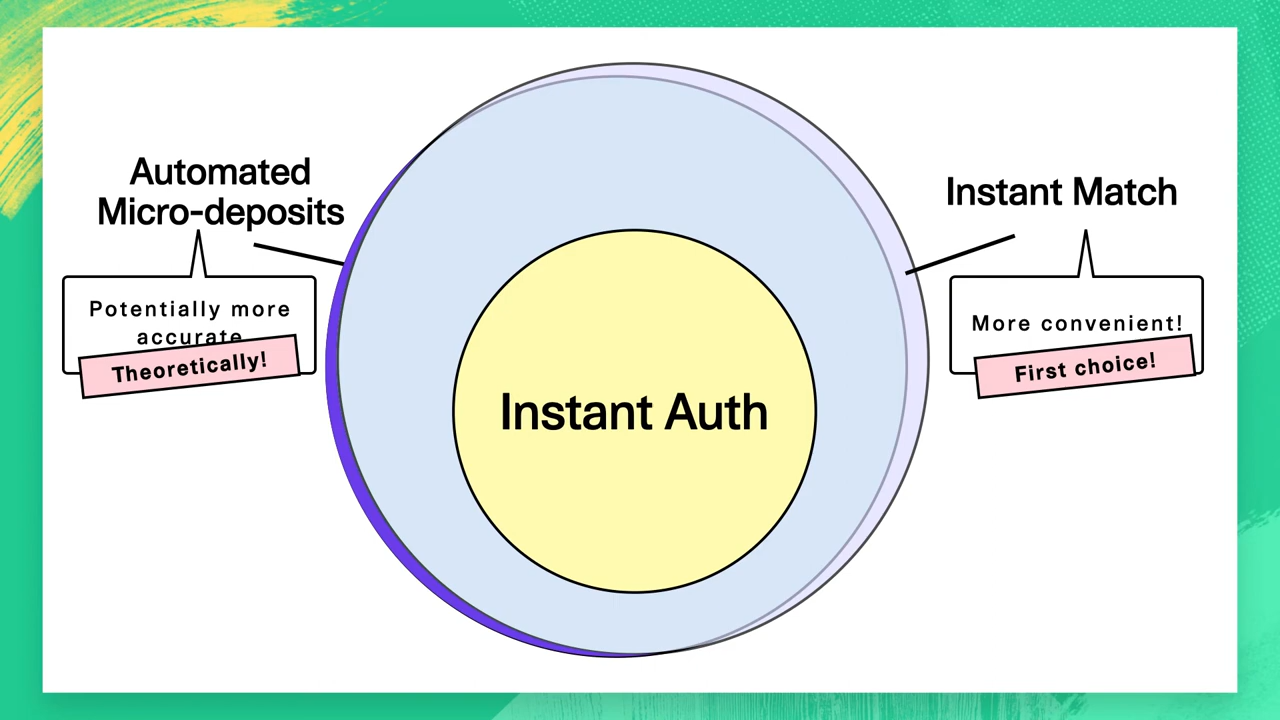 Automated
Micro-deposits
Potentially more
accurate
Theoretically!
Instant Auth
Instant Match
More convenient!
First choice!